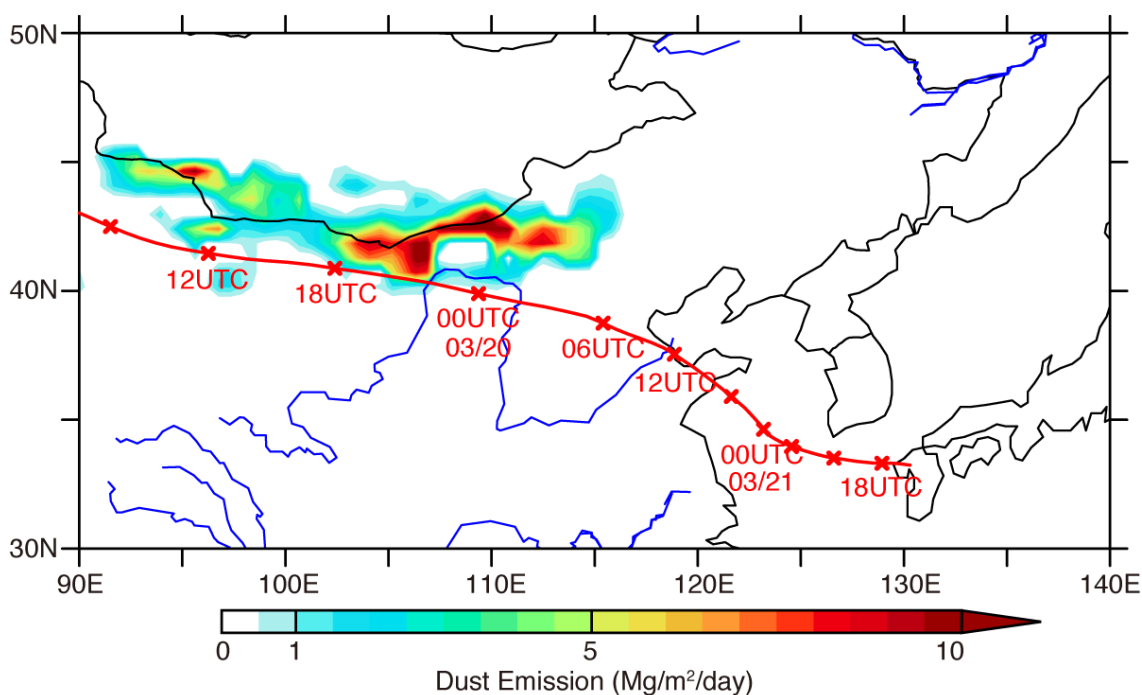 50N
40N
30N
12UTC
18UTC
00UTC
03/20
06UTC
12UTC
00UTC
03/21
18UTC
90E 100E 110E 120E 130E 140E
0 1 5 10
Dust Emission (Mg/m²/day)